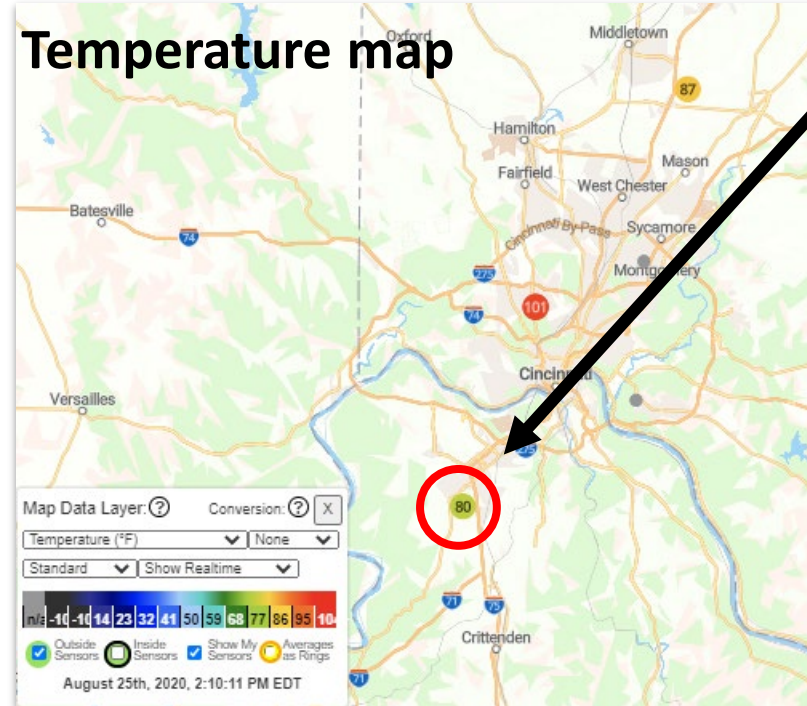 Temperature map
Oxford
Middletown
87
Hamilton
Mason
Fairfield
West Chester
Batesville
Cincinnati By-Pass
Sycamore
74
275
Montgomery
101
74
Versailles
275
80
Map Data Layer: ? Conversion: ? X
Temperature (°F) None
Standard Show Realtime
n/a -10 14 23 32 41 50 59 68 77 86 95
Outside Sensors Inside Sensors Show My Sensors Averages as Rings
August 25th, 2020, 2:10:11 PM EDT
71
75
Crittenden
71